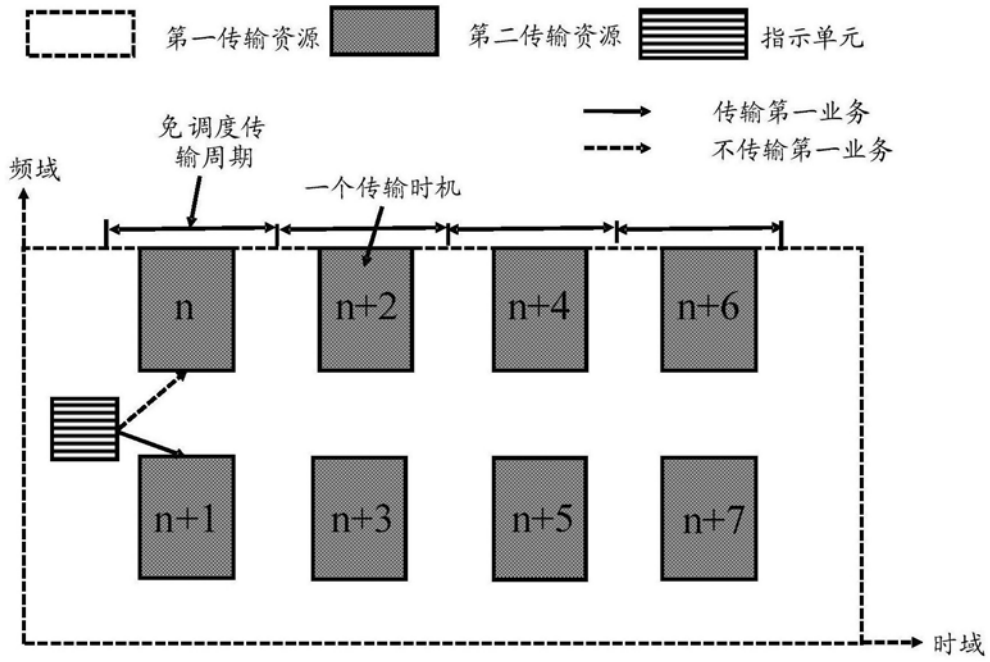 第一传输资源
第二传输资源
指示单元
传输第一业务
不传输第一业务
免调度传
输周期
频域
一个传输时机
n
n+2
n+4
n+6
n+1
n+3
n+5
n+7
时域